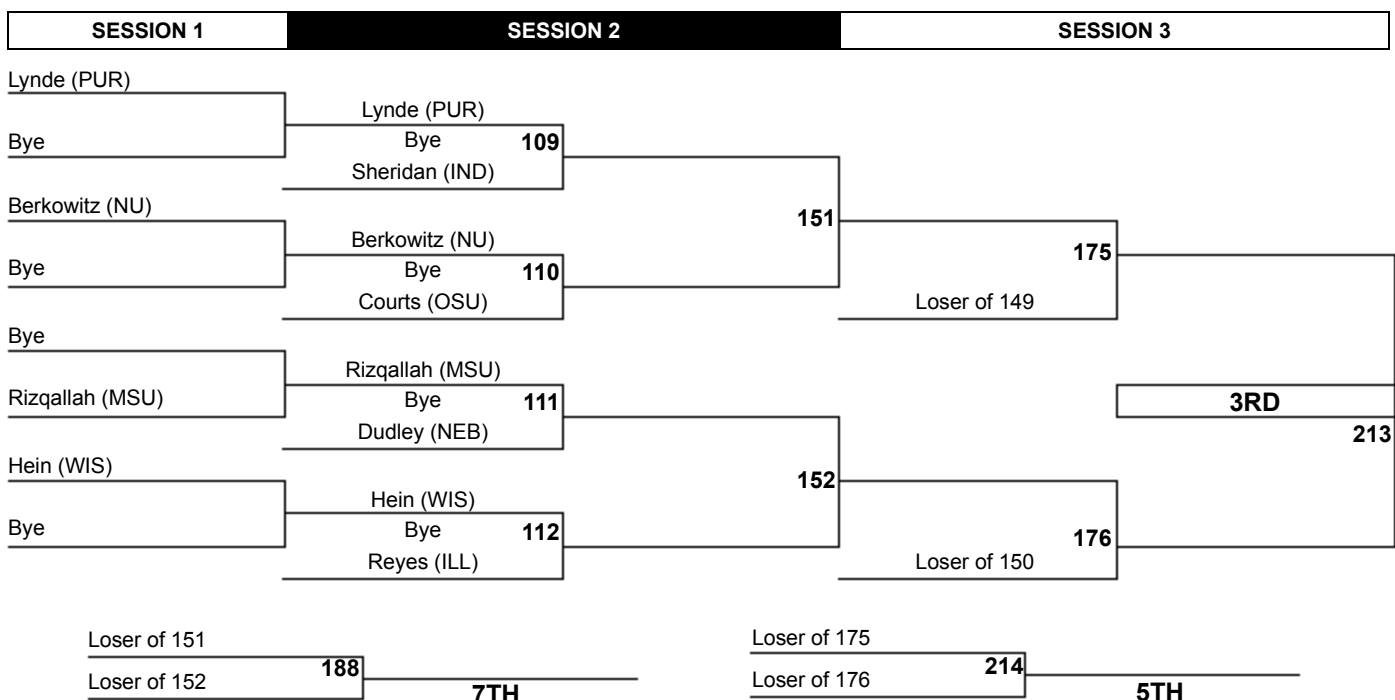 SESSION 1 SESSION 2 SESSION 3
Lynde (PUR)
Lynde (PUR)
Bye
Bye 109
Sheridan (IND)
Berkowitz (NU)
151
Berkowitz (NU)
175
Bye
Bye 110
Courts (OSU)
Loser of 149
Bye
Rizqallah (MSU)
Rizqallah (MSU)
Bye 111
3RD
Dudley (NEB)
213
Hein (WIS)
152
Hein (WIS)
Bye
Bye 112
176
Reyes (ILL)
Loser of 150
Loser of 151
188
Loser of 152
7TH
Loser of 175
214
Loser of 176
5TH